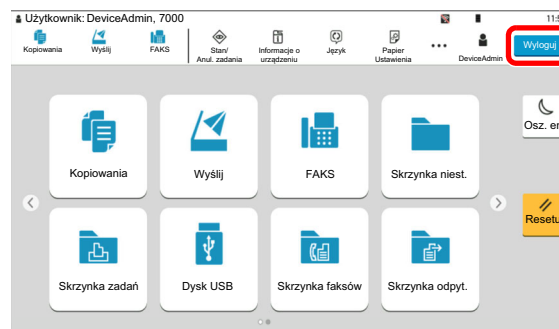 Użytkownik: DeviceAdmin, 7000
Kopiowania
Wyślij
FAKS
Stan/
Anul. zadania
Informacje o
urządzeniu
Język
Papier
Ustawienia
DeviceAdmin
Wyloguj
Kopiowania
Wyślij
FAKS
Skrzynka niest.
Osz.
Skrzynka zadań
Dysk USB
Skrzynka faksów
Skrzynka odpyt.